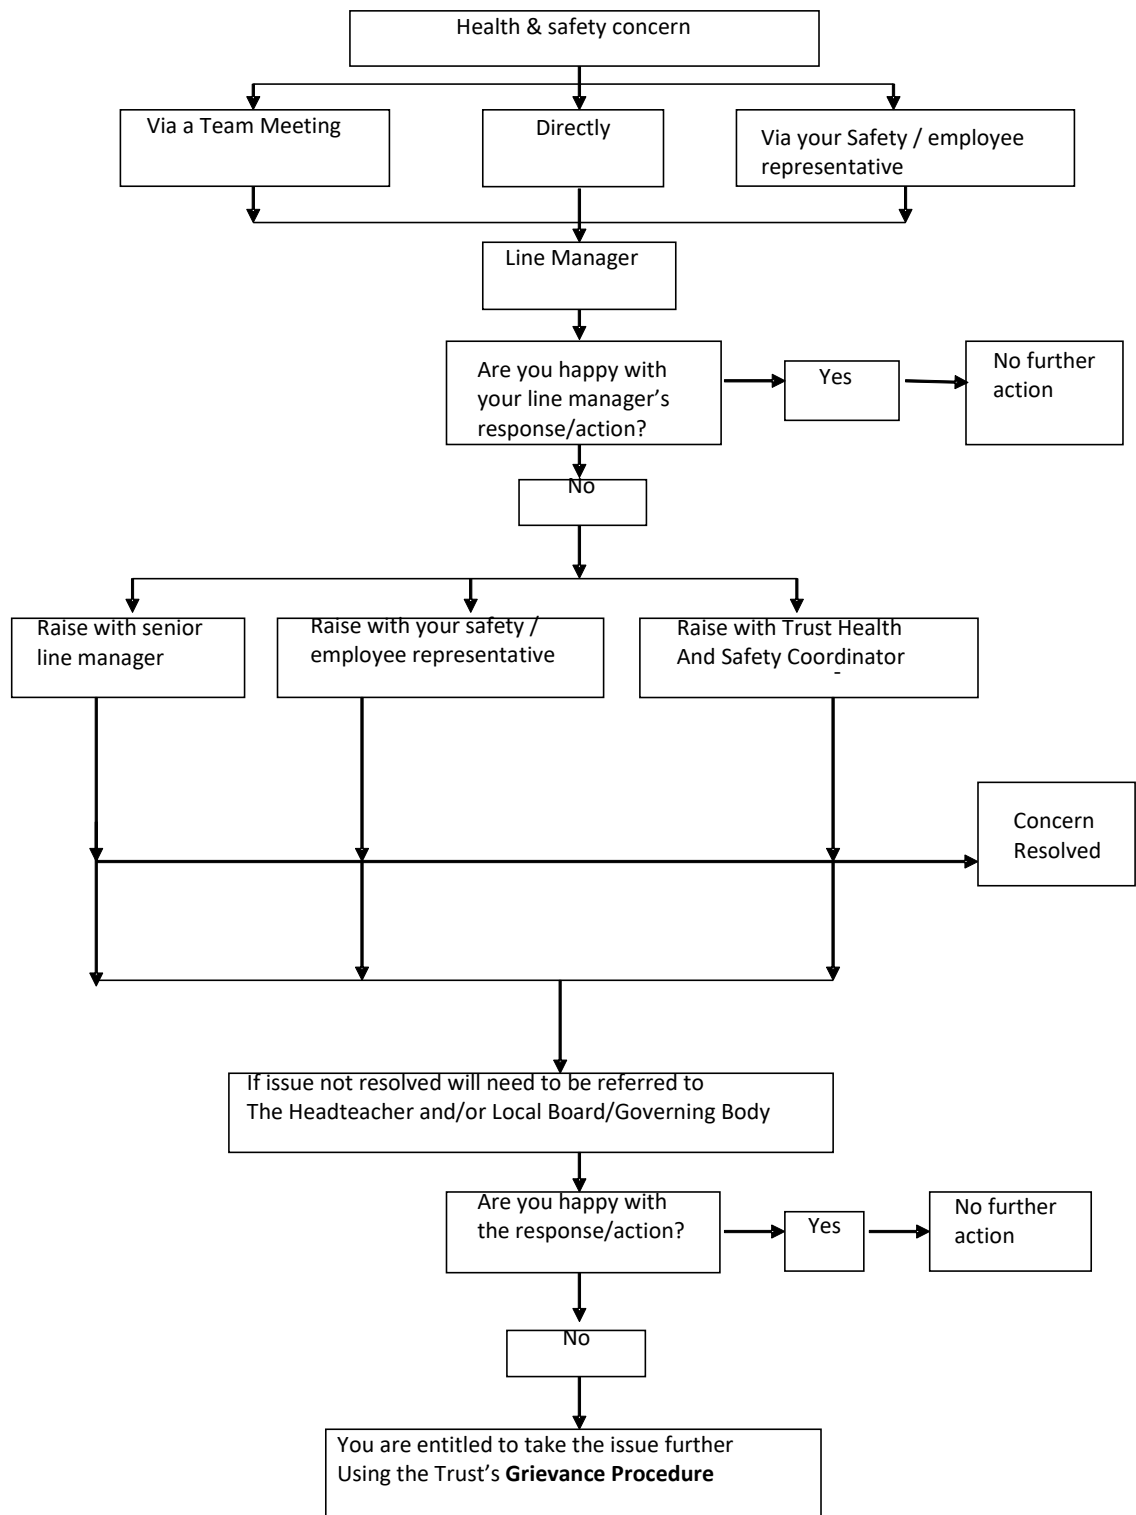 Health & safety concern
Via a Team Meeting
Directly
Via your Safety / employee
representative
Line Manager
Are you happy with
your line manager's
response/action?
Yes
No further
action
No
Raise with senior
line manager
Raise with your safety /
employee representative
Raise with Trust Health
And Safety Coordinator
-
Concern
Resolved
If issue not resolved will need to be referred to
The Headteacher and/or Local Board/Governing Body
Are you happy with
the response/action?
Yes
No further
action
No
You are entitled to take the issue further
Using the Trust's Grievance Procedure